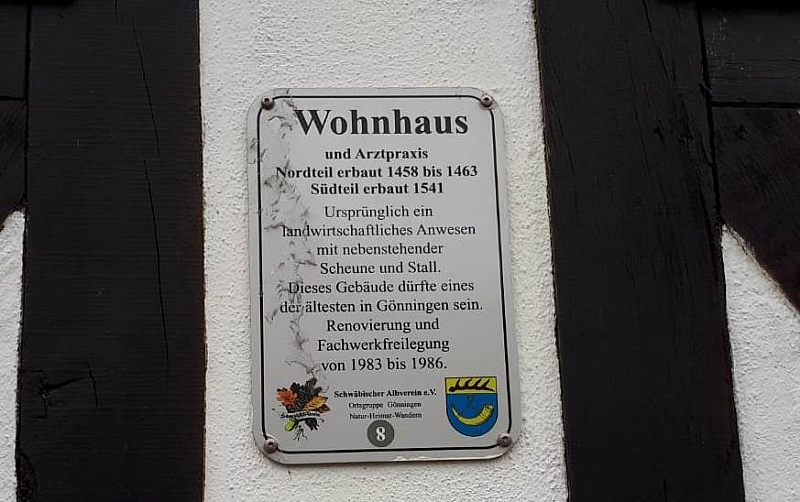 Wohnhaus
und Arztpraxis
Nordteil erbaut 1458 bis 1463
Südteil erbaut 1541
Ursprünglich ein
landwirtschaftliches Anwesen
mit nebenstehender
Scheune und Stall.
Dieses Gebäude dürfte eines
der ältesten in Gönningen sein.
Renovierung und
Fachwerkfreilegung
von 1983 bis 1986.
Schwäbischer Albverein e.V.
Ortsgruppe Gönningen
Natur-Heimat-Wandern
8